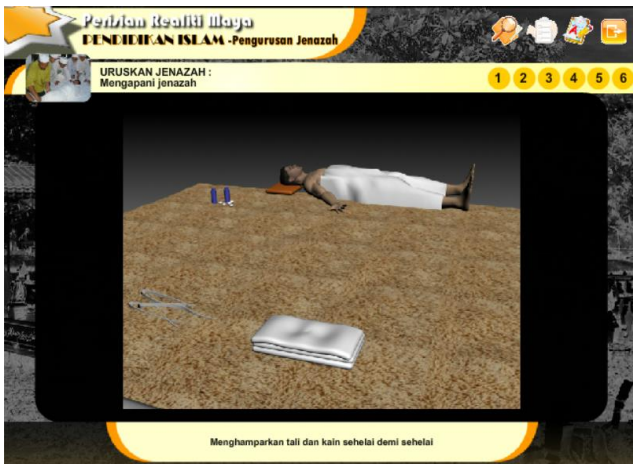 Perisian Realiti Maya
PENDIDIKAN ISLAM -Pengurusan Jenazah
URUSKAN JENAZAH :
Mengapani jenazah
1 2 3 4 5 6
Menghamparkan tali dan kain sehelai demi sehelai